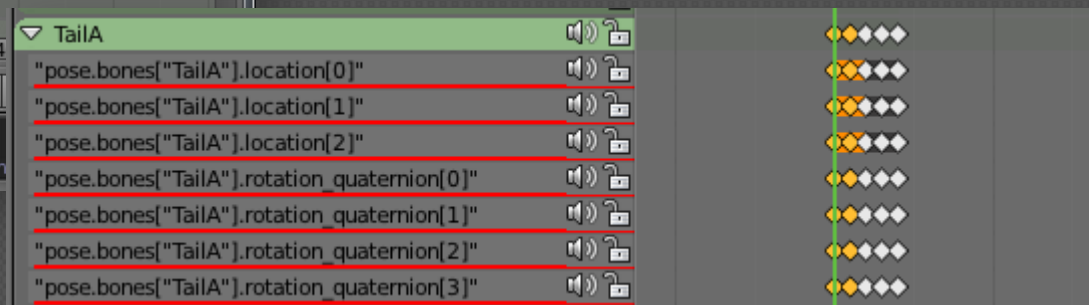 TailA
"pose.bones["TailA"].location[0]"
"pose.bones["TailA"].location[1]"
"pose.bones["TailA"].location[2]"
"pose.bones["TailA"].rotation_quaternion[0]"
"pose.bones["TailA"].rotation_quaternion[1]"
"pose.bones["TailA"].rotation_quaternion[2]"
"pose.bones["TailA"].rotation_quaternion[3]"